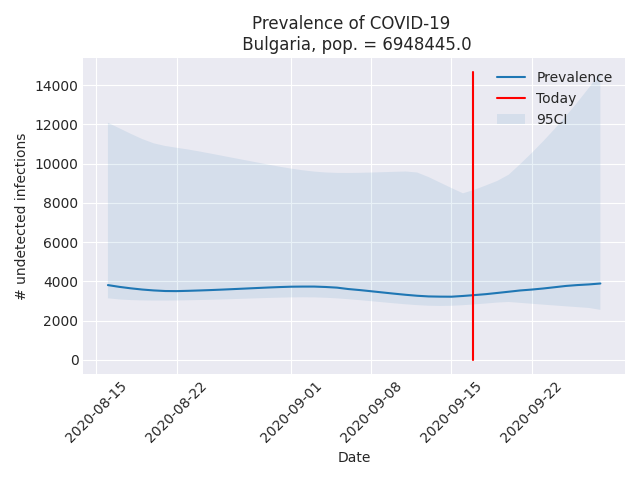 Prevalence of COVID-19
Bulgaria, pop. = 6948445.0
14000
12000
10000
8000
6000
4000
2000
0
# undetected infections
Prevalence
Today
95CI
2020-08-15
2020-08-22
2020-09-01
2020-09-08
2020-09-15
2020-09-22
Date